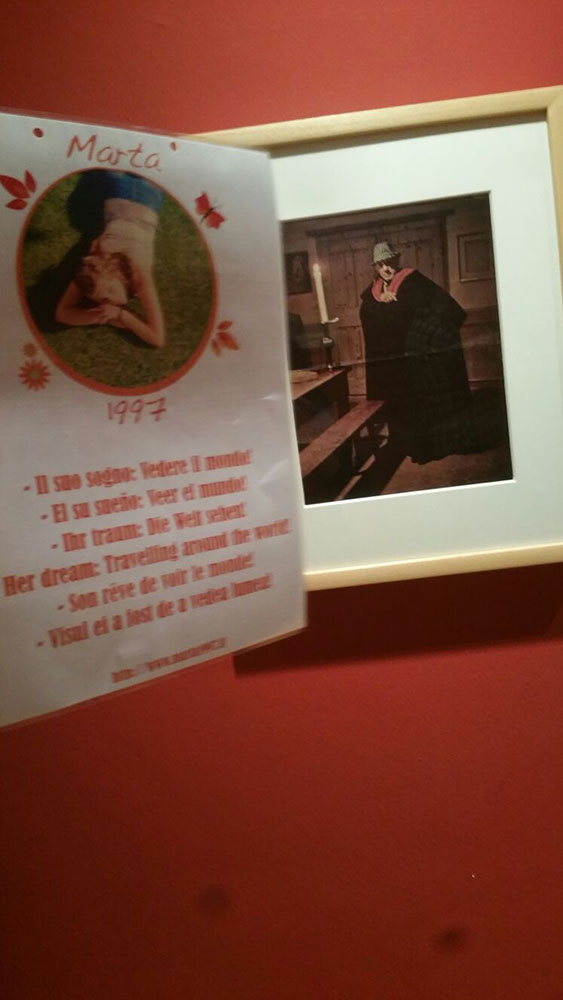 Marta
1997
- Il suo sogno: Vedere il mondo!
- El su sueño: Veer el mundo!
- Ihr traum: Die Welt sehen!
Her dream: Travelling around the world!
- Son rêve de voir le monde!
- Visul ei a fost de a vedea lumea!